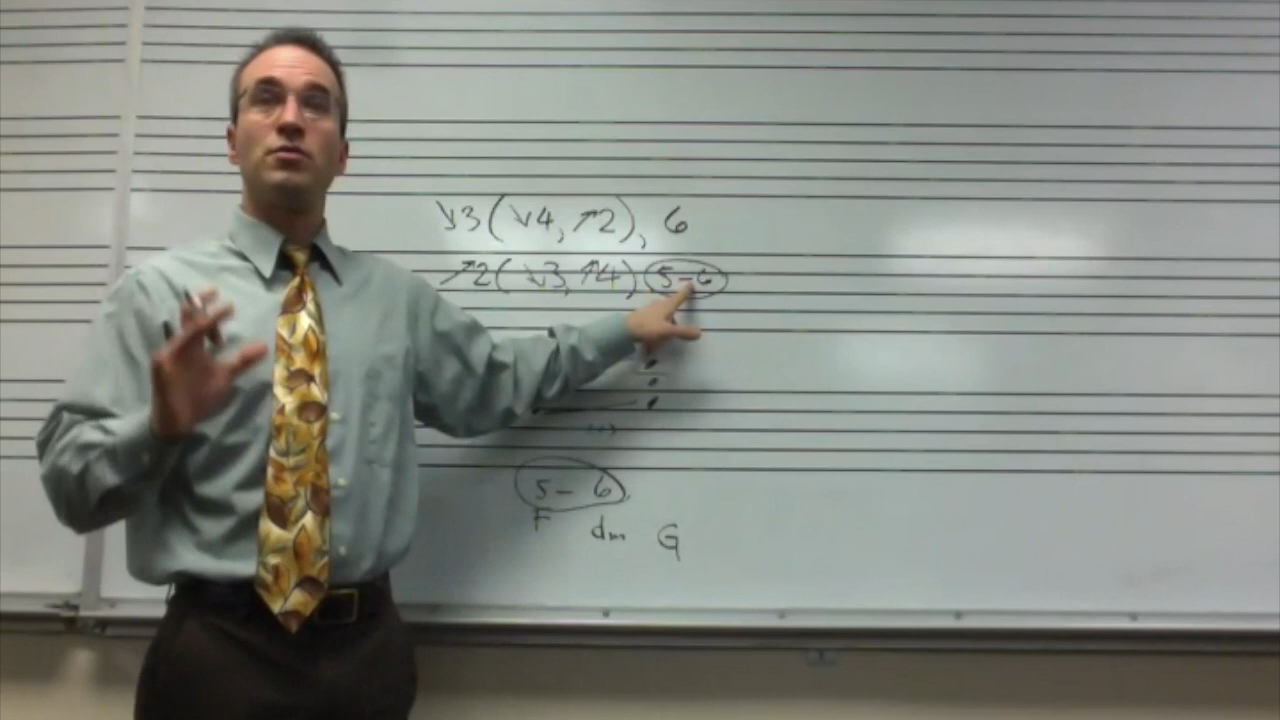 ↘3(↘4,↗2), 6
↗2(↘3,↗4) 5-6
5- 6
F dm G